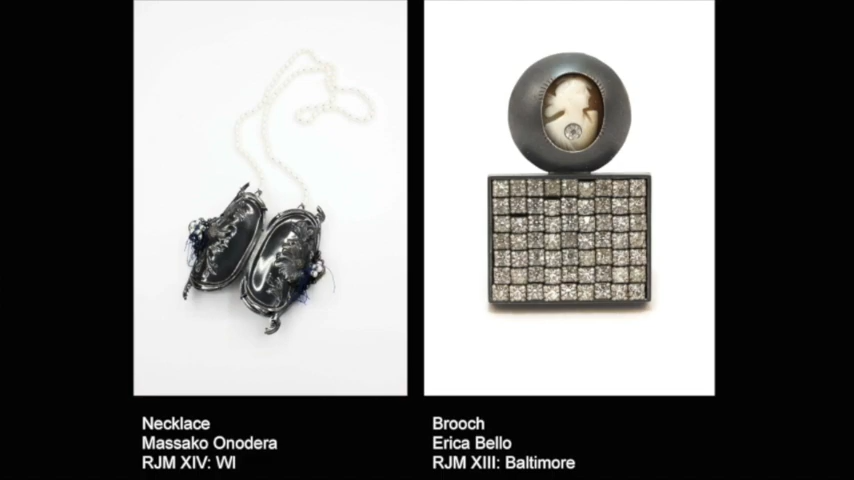 Necklace
Massako Onodera
RJM XIV: WI
Brooch
Erica Bello
RJM XIII: Baltimore